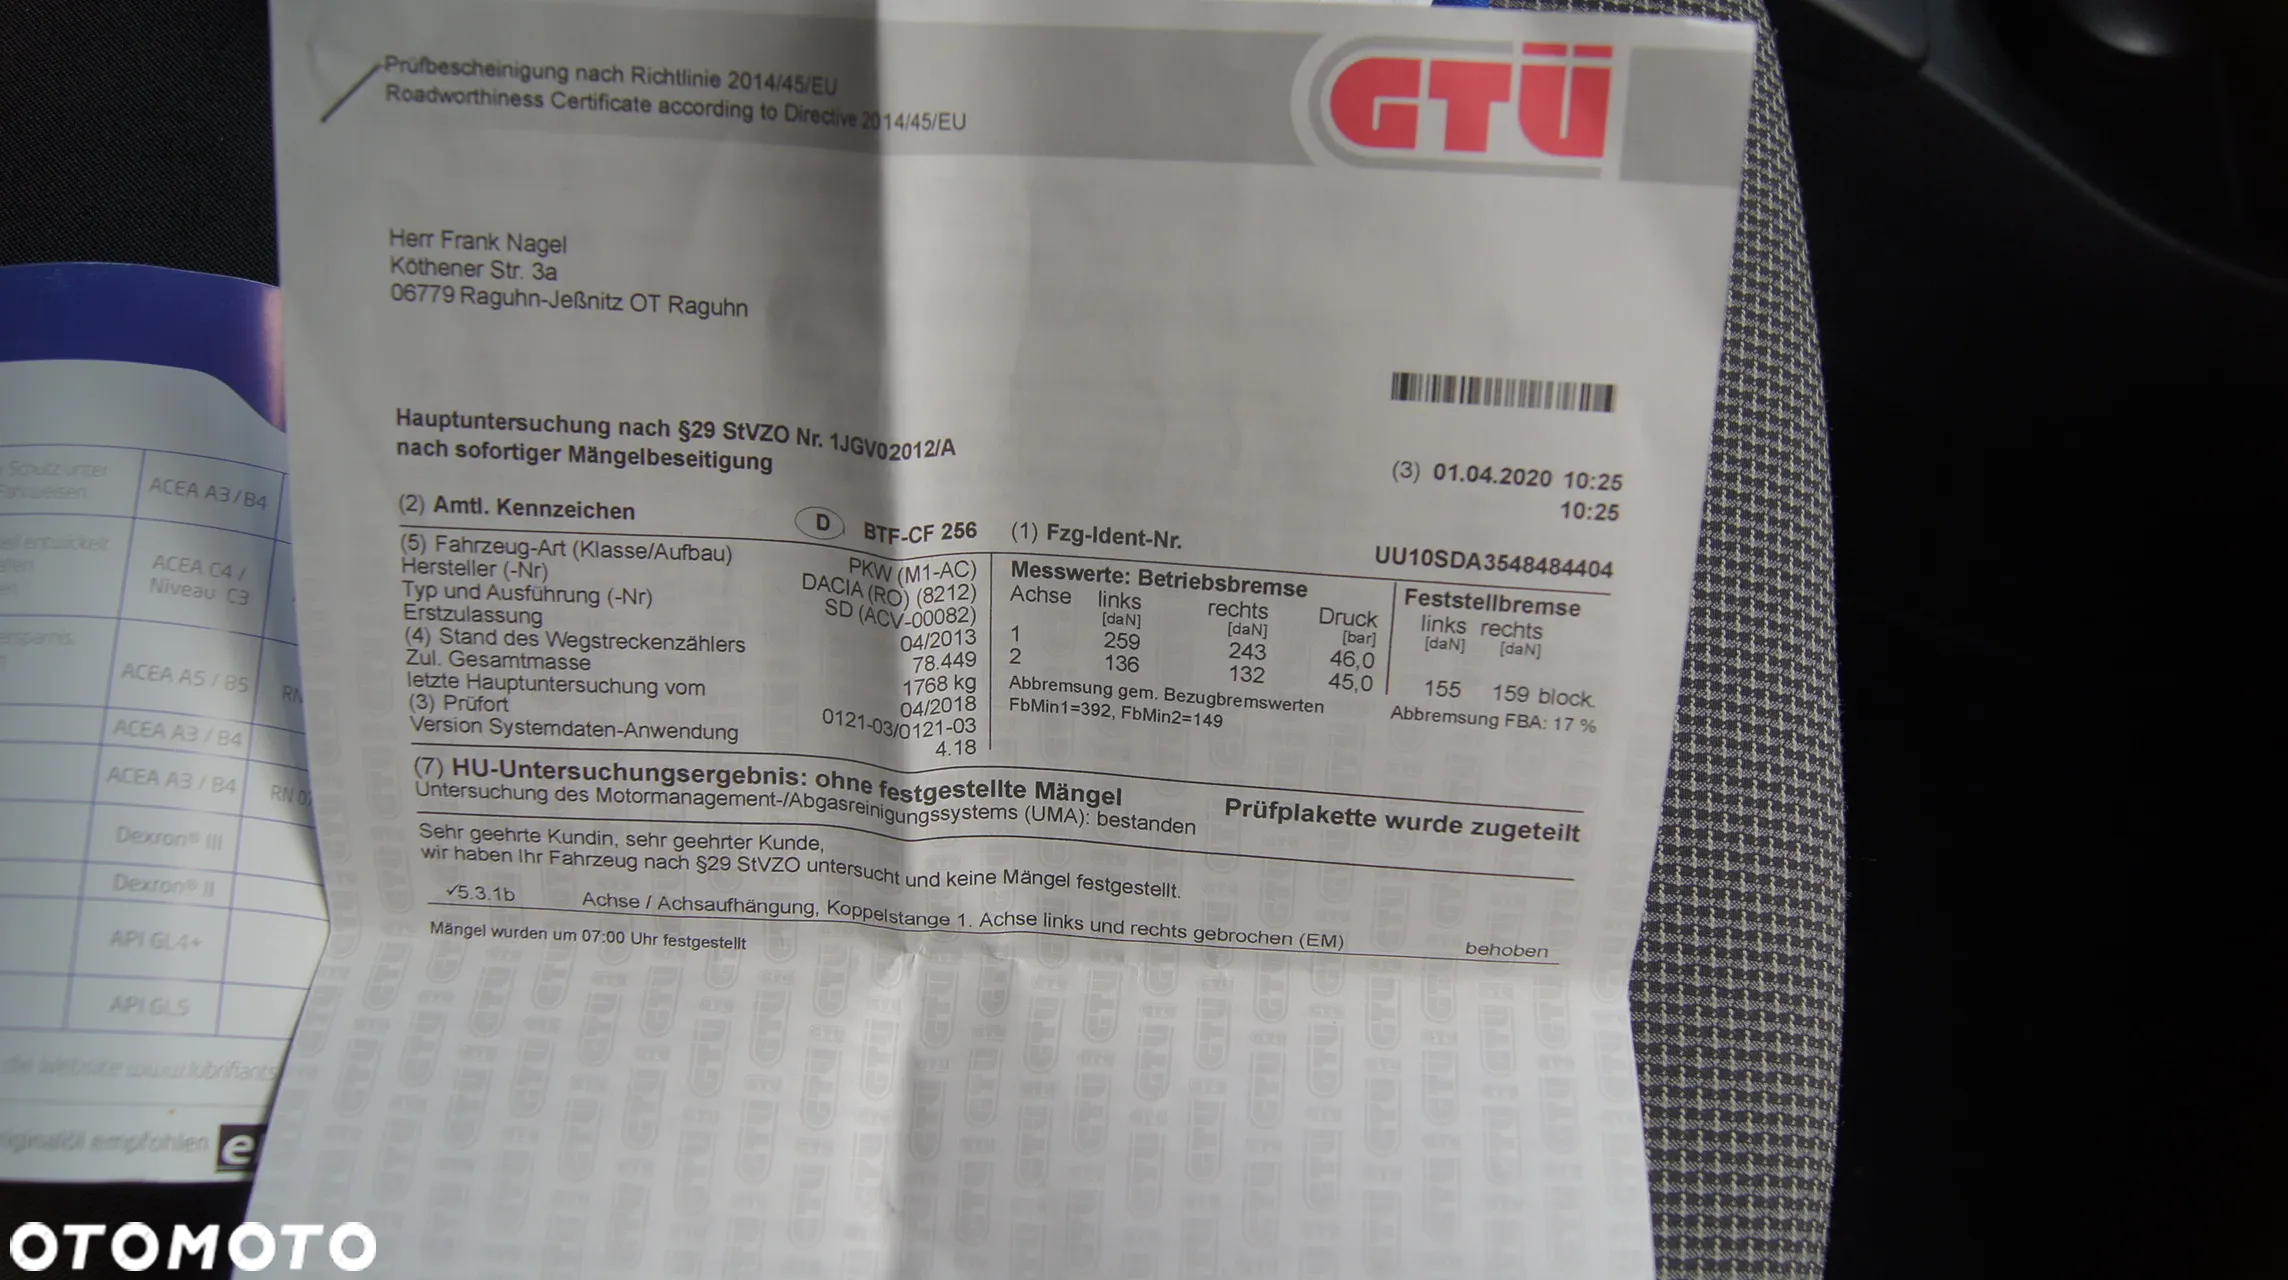 Prüfbescheinigung nach Richtlinie 2014/45/EU
Roadworthiness Certificate according to Directive 2014/45/EU
GTÜ
Herr Frank Nagel
Köthener Str. 3a
06779 Raguhn-Jeßnitz OT Raguhn
Hauptuntersuchung nach §29 StVZO Nr. 1JGV02012/A
nach sofortiger Mängelbeseitigung
(3) 01.04.2020 10:25
10:25
(2) Amtl. Kennzeichen D BTF-CF 256
(1) Fzg-Ident-Nr. UU10SDA3548484404
(5) Fahrzeug-Art (Klasse/Aufbau) PKW (M1-AC)
Hersteller (-Nr) DACIA (RO) (8212)
Typ und Ausführung (-Nr) SD (ACV-00082)
Erstzulassung 04/2013
(4) Stand des Wegstreckenzählers 78.449
Zul. Gesamtmasse 1768 kg
letzte Hauptuntersuchung vom 04/2018
(3) Prüfort 0121-03/0121-03
Version Systemdaten-Anwendung 4.18
Messwerte: Betriebsbremse
Achse links rechts Druck
[daN] [daN] [bar]
1 259 243 46,0
2 136 132 45,0
Abbremsung gem. Bezugbremswerten
FbMin1=392, FbMin2=149
Feststellbremse
links rechts
[daN] [daN]
155 159 block.
Abbremsung FBA: 17 %
(7) HU-Untersuchungsergebnis: ohne festgestellte Mängel
Prüfplakette wurde zugeteilt
Untersuchung des Motormanagement-/Abgasreinigungssystems (UMA): bestanden
Sehr geehrte Kundin, sehr geehrter Kunde,
wir haben Ihr Fahrzeug nach §29 StVZO untersucht und keine Mängel festgestellt.
✓5.3.1b Achse / Achsaufhängung, Koppelstange 1. Achse links und rechts gebrochen (EM) behoben
Mängel wurden um 07:00 Uhr festgestellt
Schutz unter
ACEA A3 / B4
entwickelt
ACEA C4 /
Niveau C3
ACEA A5 / B5 RN
ACEA A3 / B4
ACEA A3 / B4 RN 0
Dexron® III
Dexron® II
API GL4+
API GL5
die Website www.lubrifiants
empfohlen
OTOMOTO